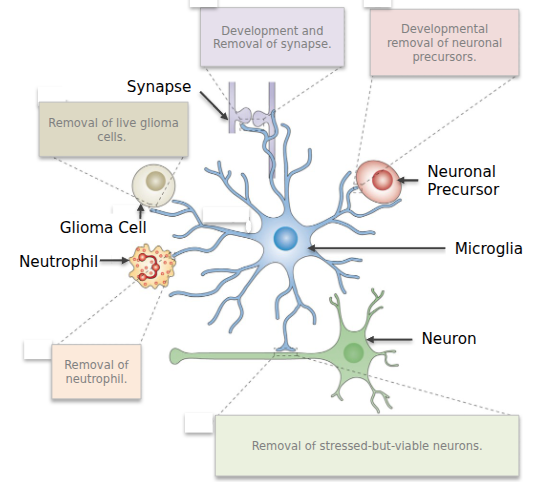 Development and
Removal of synapse.
Developmental
removal of neuronal
precursors.
Synapse
Removal of live glioma
cells.
Neuronal
Precursor
Glioma Cell
Microglia
Neutrophil
Neuron
Removal of
neutrophil.
Removal of stressed-but-viable neurons.